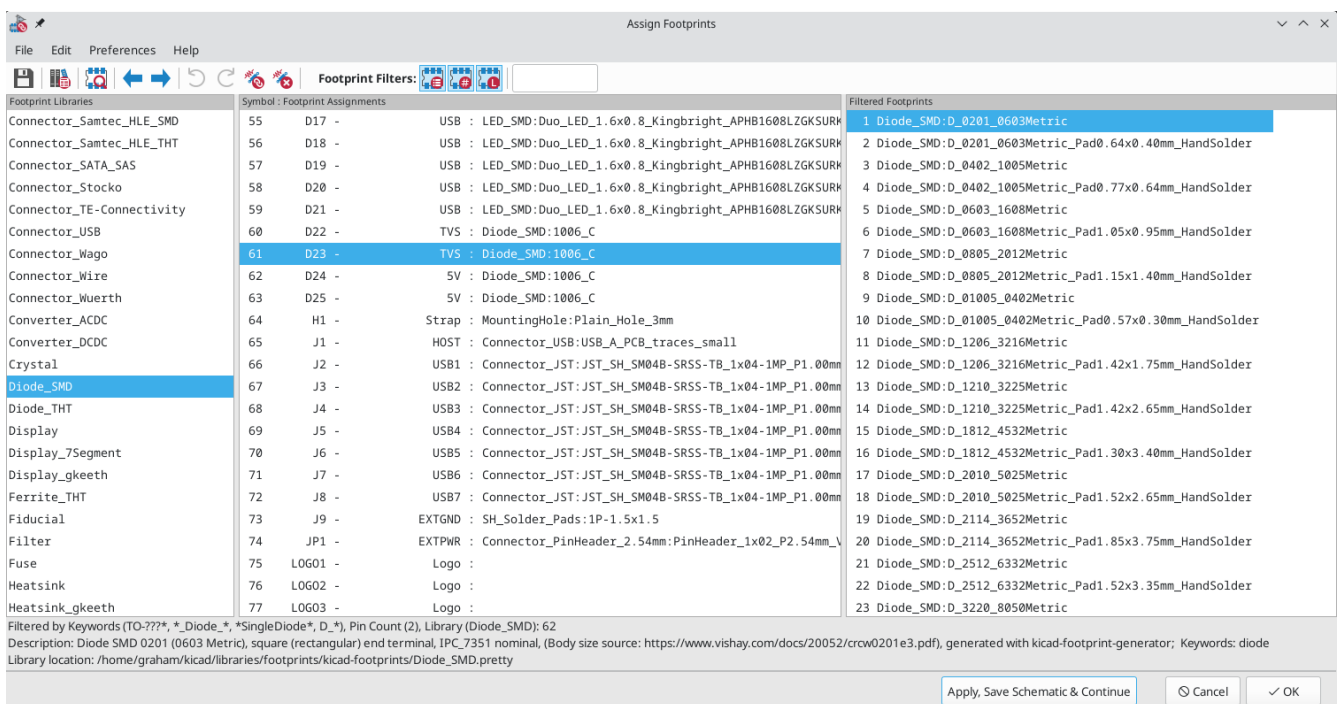 Assign Footprints
File Edit Preferences Help
Footprint Filters:
Footprint Libraries
Connector_Samtec_HLE_SMD
Connector_Samtec_HLE_THT
Connector_SATA_SAS
Connector_Stocko
Connector_TE-Connectivity
Connector_USB
Connector_Wago
Connector_Wire
Connector_Wuerth
Converter_ACDC
Converter_DCDC
Crystal
Diode_SMD
Diode_THT
Display
Display_7Segment
Display_gkeeth
Ferrite_THT
Fiducial
Filter
Fuse
Heatsink
Heatsink_gkeeth
Symbol : Footprint Assignments
55 D17 - USB : LED_SMD:Duo_LED_1.6x0.8_Kingbright_APHB1608LZGKSURK
56 D18 - USB : LED_SMD:Duo_LED_1.6x0.8_Kingbright_APHB1608LZGKSURK
57 D19 - USB : LED_SMD:Duo_LED_1.6x0.8_Kingbright_APHB1608LZGKSURK
58 D20 - USB : LED_SMD:Duo_LED_1.6x0.8_Kingbright_APHB1608LZGKSURK
59 D21 - USB : LED_SMD:Duo_LED_1.6x0.8_Kingbright_APHB1608LZGKSURK
60 D22 - TVS : Diode_SMD:1006_C
61 D23 - TVS : Diode_SMD:1006_C
62 D24 - 5V : Diode_SMD:1006_C
63 D25 - 5V : Diode_SMD:1006_C
64 H1 - Strap : MountingHole:Plain_Hole_3mm
65 J1 - HOST : Connector_USB:USB_A_PCB_traces_small
66 J2 - USB1 : Connector_JST:JST_SH_SM04B-SRSS-TB_1x04-1MP_P1.00mm
67 J3 - USB2 : Connector_JST:JST_SH_SM04B-SRSS-TB_1x04-1MP_P1.00mm
68 J4 - USB3 : Connector_JST:JST_SH_SM04B-SRSS-TB_1x04-1MP_P1.00mm
69 J5 - USB4 : Connector_JST:JST_SH_SM04B-SRSS-TB_1x04-1MP_P1.00mm
70 J6 - USB5 : Connector_JST:JST_SH_SM04B-SRSS-TB_1x04-1MP_P1.00mm
71 J7 - USB6 : Connector_JST:JST_SH_SM04B-SRSS-TB_1x04-1MP_P1.00mm
72 J8 - USB7 : Connector_JST:JST_SH_SM04B-SRSS-TB_1x04-1MP_P1.00mm
73 J9 - EXTGND : SH_Solder_Pads:1P-1.5x1.5
74 JP1 - EXTPWR : Connector_PinHeader_2.54mm:PinHeader_1x02_P2.54mm_V
75 LOGO1 - Logo :
76 LOGO2 - Logo :
77 LOGO3 - Logo :
Filtered Footprints
1 Diode_SMD:D_0201_0603Metric
2 Diode_SMD:D_0201_0603Metric_Pad0.64x0.40mm_HandSolder
3 Diode_SMD:D_0402_1005Metric
4 Diode_SMD:D_0402_1005Metric_Pad0.77x0.64mm_HandSolder
5 Diode_SMD:D_0603_1608Metric
6 Diode_SMD:D_0603_1608Metric_Pad1.05x0.95mm_HandSolder
7 Diode_SMD:D_0805_2012Metric
8 Diode_SMD:D_0805_2012Metric_Pad1.15x1.40mm_HandSolder
9 Diode_SMD:D_01005_0402Metric
10 Diode_SMD:D_01005_0402Metric_Pad0.57x0.30mm_HandSolder
11 Diode_SMD:D_1206_3216Metric
12 Diode_SMD:D_1206_3216Metric_Pad1.42x1.75mm_HandSolder
13 Diode_SMD:D_1210_3225Metric
14 Diode_SMD:D_1210_3225Metric_Pad1.42x2.65mm_HandSolder
15 Diode_SMD:D_1812_4532Metric
16 Diode_SMD:D_1812_4532Metric_Pad1.30x3.40mm_HandSolder
17 Diode_SMD:D_2010_5025Metric
18 Diode_SMD:D_2010_5025Metric_Pad1.52x2.65mm_HandSolder
19 Diode_SMD:D_2114_3652Metric
20 Diode_SMD:D_2114_3652Metric_Pad1.85x3.75mm_HandSolder
21 Diode_SMD:D_2512_6332Metric
22 Diode_SMD:D_2512_6332Metric_Pad1.52x3.35mm_HandSolder
23 Diode_SMD:D_3220_8050Metric
Filtered by Keywords (TO-???*, *_Diode_*, *SingleDiode*, D_*), Pin Count (2), Library (Diode_SMD): 62
Description: Diode SMD 0201 (0603 Metric), square (rectangular) end terminal, IPC_7351 nominal, (Body size source: https://www.vishay.com/docs/20052/crcw0201e3.pdf), generated with kicad-footprint-generator; Keywords: diode
Library location: /home/graham/kicad/libraries/footprints/kicad-footprints/Diode_SMD.pretty
Apply, Save Schematic & Continue Cancel OK